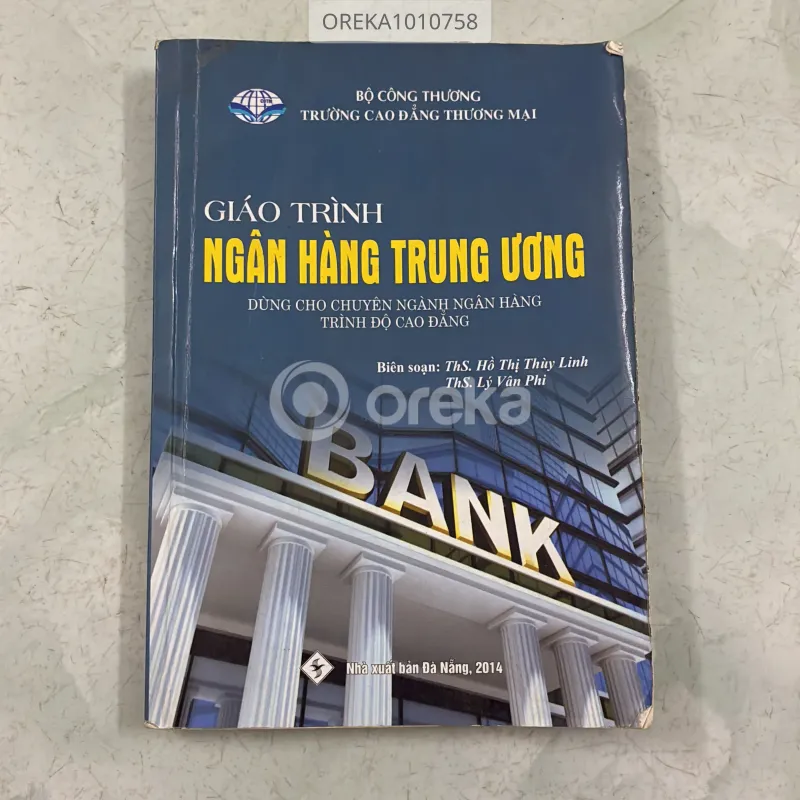 OREKA1010758
BỘ CÔNG THƯƠNG
TRƯỜNG CAO ĐẲNG THƯƠNG MẠI
GIÁO TRÌNH
NGÂN HÀNG TRUNG ƯƠNG
DÙNG CHO CHUYÊN NGÀNH NGÂN HÀNG
TRÌNH ĐỘ CAO ĐẲNG
Biên soạn: ThS. Hồ Thị Thùy Linh
ThS. Lý Vân Phi
oreka
BANK
Nhà xuất bản Đà Nẵng, 2014